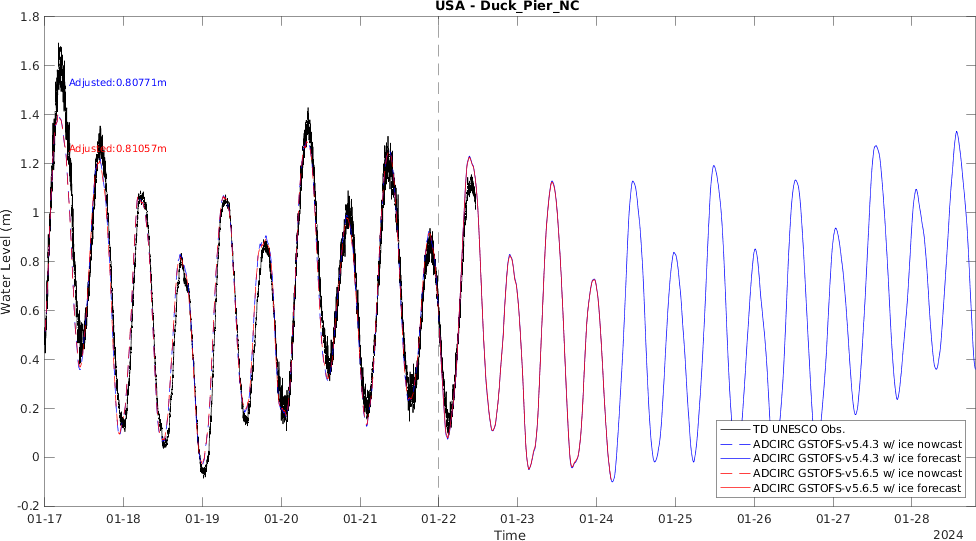 USA - Duck_Pier_NC
1.8
1.6
1.4
1.2
1
0.8
0.6
0.4
0.2
0
-0.2
Water Level (m)
Adjusted:0.80771m
Adjusted:0.81057m
TD UNESCO Obs.
ADCIRC GSTOFS-v5.4.3 w/ ice nowcast
ADCIRC GSTOFS-v5.4.3 w/ ice forecast
ADCIRC GSTOFS-v5.6.5 w/ ice nowcast
ADCIRC GSTOFS-v5.6.5 w/ ice forecast
01-17 01-18 01-19 01-20 01-21 01-22 01-23 01-24 01-25 01-26 01-27 01-28
Time
2024